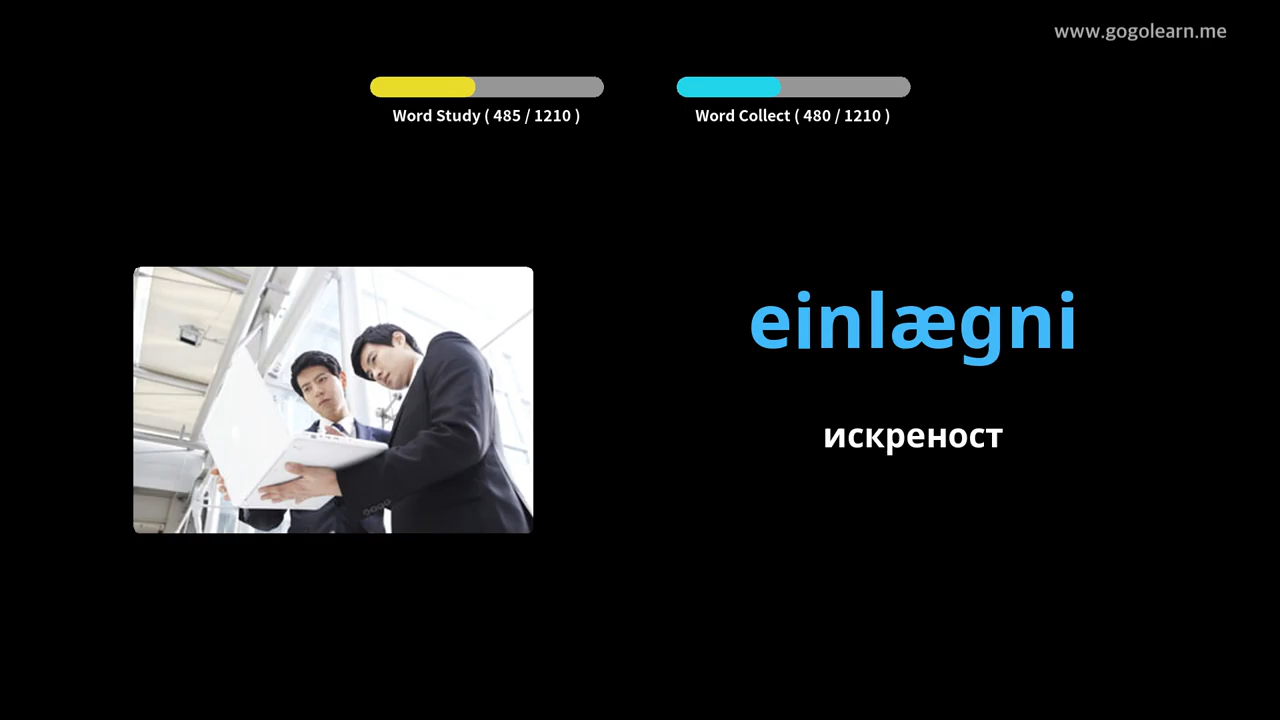 www.gogolearn.me
Word Study ( 485 / 1210 )
Word Collect ( 480 / 1210 )
einlægni
искреност